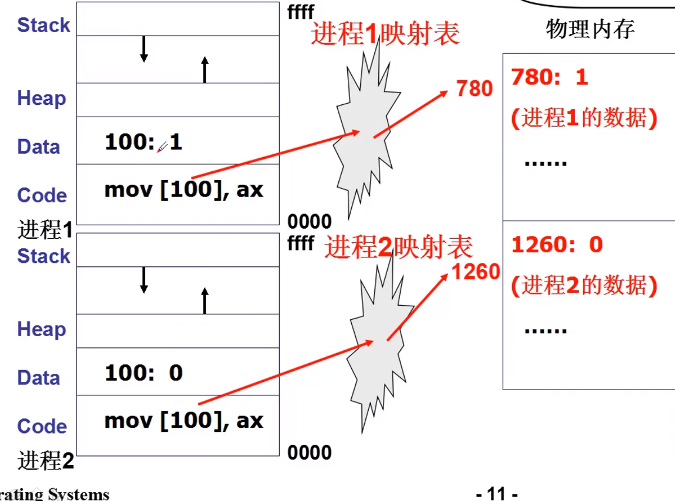 Stack
Heap
Data
Code
进程1
100: 1
mov [100], ax
ffff
0000
进程1映射表
780
物理内存
780: 1
(进程1的数据)
......
Stack
Heap
Data
Code
进程2
100: 0
mov [100], ax
ffff
0000
进程2映射表
1260
1260: 0
(进程2的数据)
......
rating Systems
- 11 -